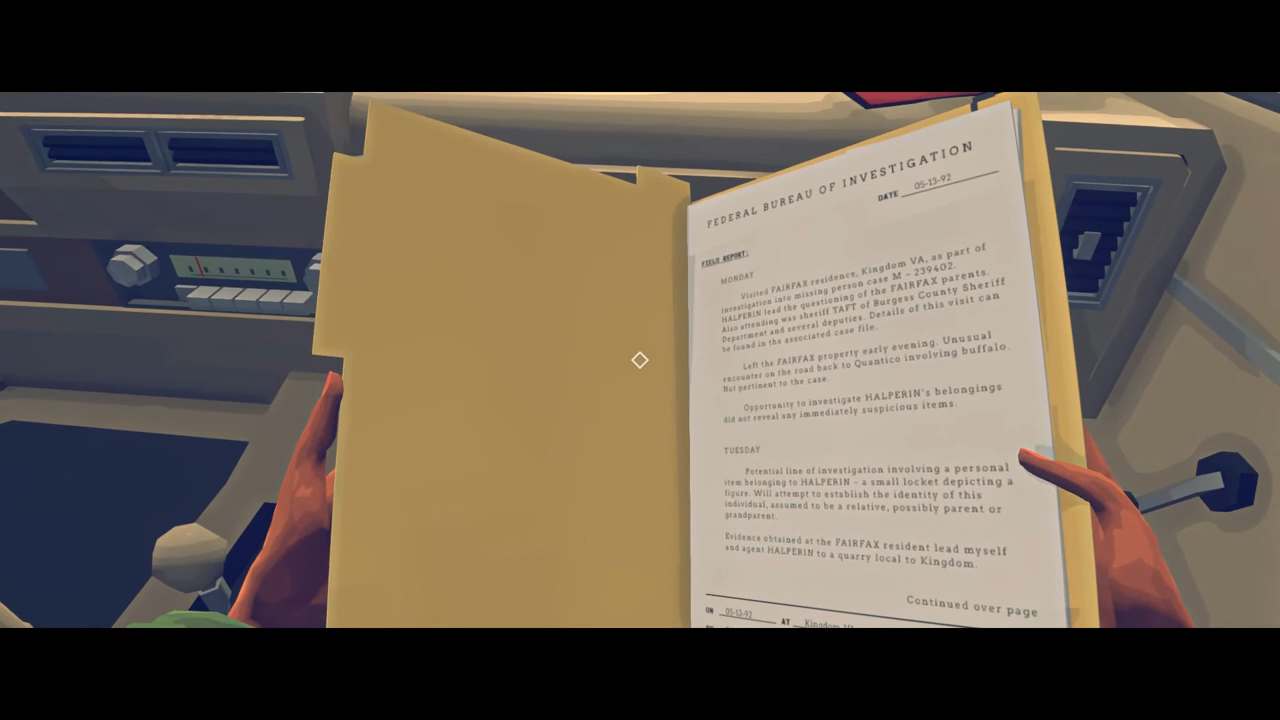 FEDERAL BUREAU OF INVESTIGATION
DATE 05-13-92
FIELD REPORT:
MONDAY
Visited FAIRFAX residence, Kingdom VA, as part of
investigation into missing person case M – 239402.
HALPERIN lead the questioning of the FAIRFAX parents.
Also attending was sheriff TAFT of Burgess County Sheriff
Department and several deputies. Details of this visit can
be found in the associated case file.
Left the FAIRFAX property early evening. Unusual
encounter on the road back to Quantico involving buffalo.
Not pertinent to the case.
Opportunity to investigate HALPERIN's belongings
did not reveal any immediately suspicious items.
TUESDAY
Potential line of investigation involving a personal
item belonging to HALPERIN – a small locket depicting a
figure. Will attempt to establish the identity of this
individual, assumed to be a relative, possibly parent or
grandparent.
Evidence obtained at the FAIRFAX resident lead myself
and agent HALPERIN to a quarry local to Kingdom.
Continued over page
ON 05-13-92 AT Kingdom VA